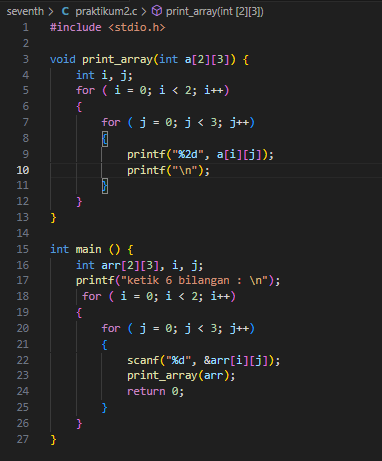 seventh > C praktikum2.c > print_array(int [2][3])
1 #include <stdio.h>
2
3 void print_array(int a[2][3]) {
4     int i, j;
5     for ( i = 0; i < 2; i++)
6     {
7         for ( j = 0; j < 3; j++)
8         {
9             printf("%2d", a[i][j]);
10             printf("\n");
11         }
12     }
13 }
14
15 int main () {
16     int arr[2][3], i, j;
17     printf("ketik 6 bilangan : \n");
18      for ( i = 0; i < 2; i++)
19     {
20         for ( j = 0; j < 3; j++)
21         {
22             scanf("%d", &arr[i][j]);
23             print_array(arr);
24             return 0;
25         }
26     }
27 }